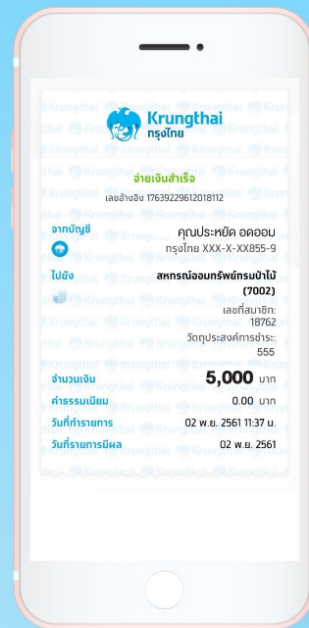 Krungthai
กรุงไทย
จ่ายเงินสำเร็จ
เลขอ้างอิง 17639229612018112
จากบัญชี คุณประหยัด อดออม
กรุงไทย XXX-X-XX855-9
ไปยัง สหกรณ์ออมทรัพย์กรมป่าไม้
(7002)
เลขที่สมาชิก:
18762
วัตถุประสงค์การชำระ:
555
จำนวนเงิน 5,000 บาท
ค่าธรรมเนียม 0.00 บาท
วันที่ทำรายการ 02 พ.ย. 2561 11:37 น.
วันที่รายการมีผล 02 พ.ย. 2561